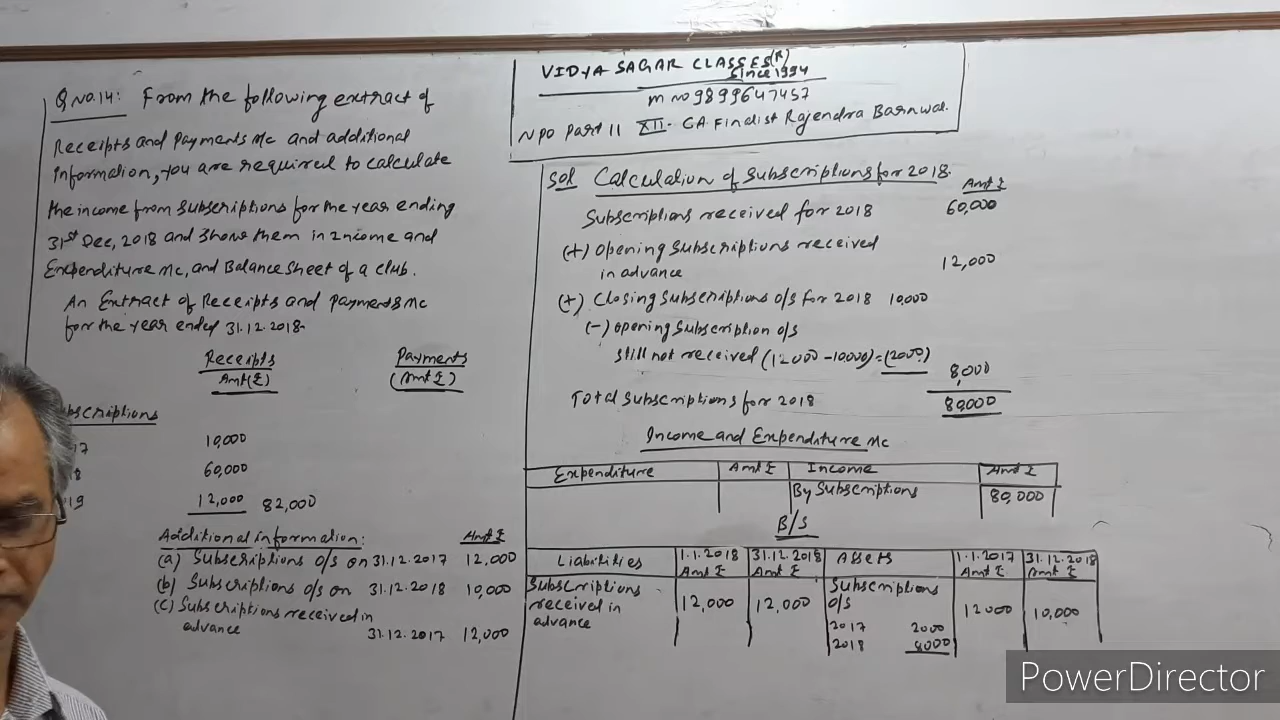 VIDYA SAGAR CLASSES (R)
Since 1994
M no 9899647457
NPO Part 11 XII - CA Finalist Rajendra Barnwal.
Q No.14: From the following extract of
Receipts and Payments A/c and additional
information, you are required to calculate
the income from subscriptions for the year ending
31st Dec, 2018 and show them in Income and
Expenditure A/c, and Balance sheet of a club.
An Extract of Receipts and payments A/c
for the year ended 31.12.2018-
Receipts Payments
Amt(₹) (Amt ₹)
bscriptions
17 10,000
18 60,000
19 12,000 82,000
Additional information: Amt ₹
(a) Subscriptions o/s on 31.12.2017 12,000
(b) Subscriptions o/s on 31.12.2018 10,000
(c) Subscriptions received in
advance 31.12.2017 12,000
Sol Calculation of Subscriptions for 2018.
Amt ₹
Subscriptions received for 2018 60,000
(+) opening Subscriptions received
in advance 12,000
(+) Closing Subscriptions o/s for 2018 10,000
(-) opening Subscription o/s
still not received (12000-10000)=(2000) 8,000
Total Subscriptions for 2018 80,000
Income and Expenditure A/c
Expenditure Amt ₹ Income Amt ₹
By Subscriptions 80,000
B/S
Liabilities 1.1.2018 31.12.2018 Assets 1.1.2017 31.12.2018
Amt ₹ Amt ₹ Amt ₹ Amt ₹
Subscriptions Subscriptions
received in 12,000 12,000 o/s 12000 10,000
advance 2017 2000
2018 8000
PowerDirector